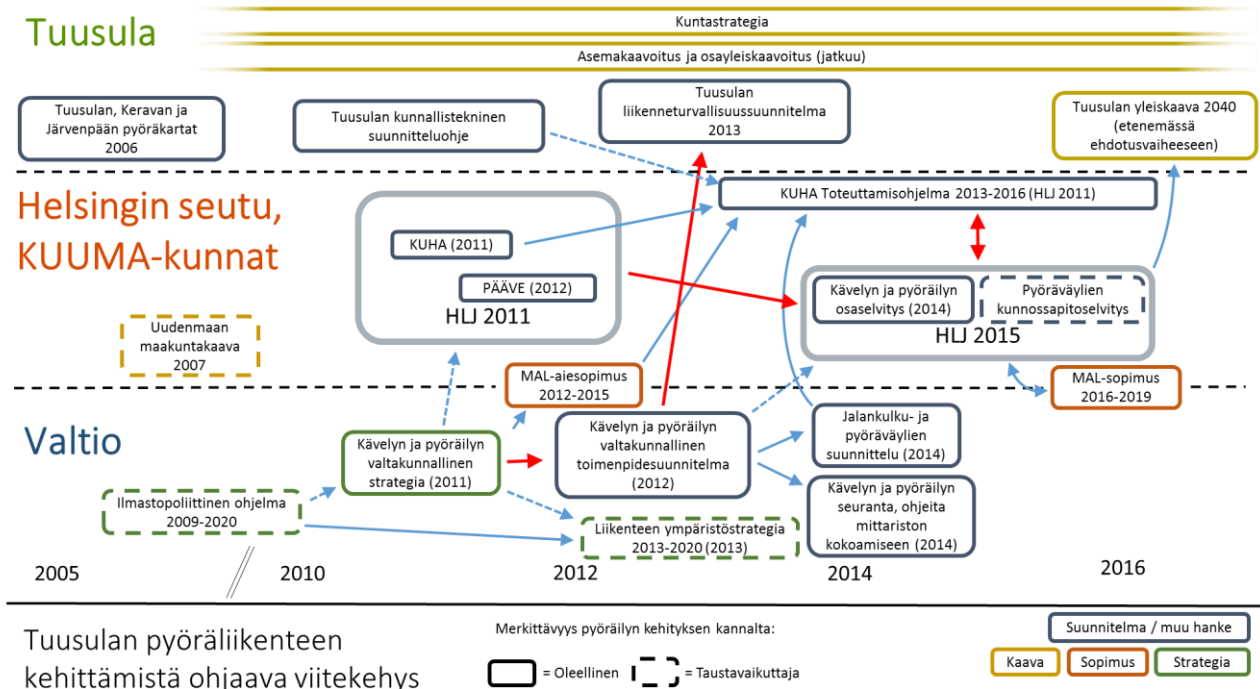 Tuusula
Kuntastrategia
Asemakaavoitus ja osayleiskaavoitus (jatkuu)
Tuusulan, Keravan ja
Järvenpään pyöräkartat
2006
Tuusulan kunnallistekninen
suunnitteluohje
Tuusulan
liikenneturvallisuussuunnitelma
2013
Tuusulan yleiskaava 2040
(etenemässä
ehdotusvaiheeseen)
Helsingin seutu,
KUUMA-kunnat
KUHA Toteuttamisohjelma 2013-2016 (HLJ 2011)
KUHA (2011)
PÄÄVE (2012)
HLJ 2011
Kävelyn ja pyöräilyn
osaselvitys (2014)
Pyöräväylien
kunnossapitoselvitys
HLJ 2015
Uudenmaan
maakuntakaava
2007
MAL-aiesopimus
2012-2015
MAL-sopimus
2016-2019
Valtio
Kävelyn ja pyöräilyn
valtakunnallinen
strategia (2011)
Kävelyn ja pyöräilyn
valtakunnallinen
toimenpidesuunnitelma
(2012)
Jalankulku- ja
pyöräväylien
suunnittelu (2014)
Ilmastopoliittinen ohjelma
2009-2020
Liikenteen ympäristöstrategia
2013-2020 (2013)
Kävelyn ja pyöräilyn
seuranta, ohjeita
mittariston
kokoamiseen (2014)
2005
2010
2012
2014
2016
Tuusulan pyöräliikenteen
kehittämistä ohjaava viitekehys
Merkittävyys pyöräilyn kehityksen kannalta:
= Oleellinen
= Taustavaikuttaja
Suunnitelma / muu hanke
Kaava
Sopimus
Strategia